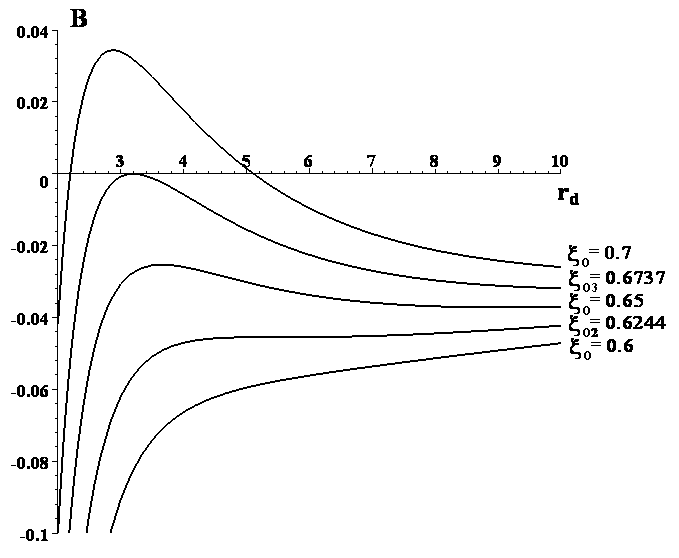 B
0.04
0.02
3 4 5 6 7 8 9 10
0
r_d
-0.02
ξ_0 = 0.7
ξ_03 = 0.6737
ξ_0 = 0.65
-0.04
ξ_02 = 0.6244
ξ_0 = 0.6
-0.06
-0.08
-0.1